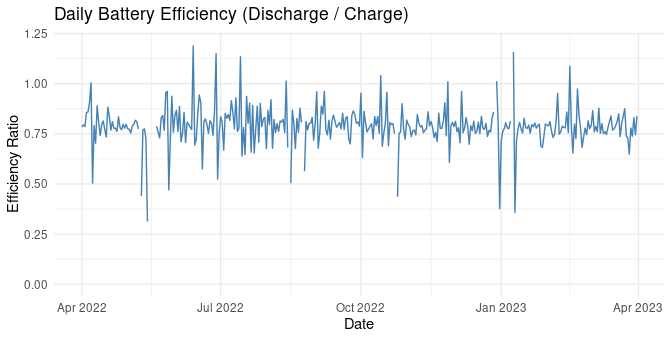 Daily Battery Efficiency (Discharge / Charge)
1.25
1.00
0.75
0.50
0.25
0.00
Efficiency Ratio
Apr 2022
Jul 2022
Oct 2022
Jan 2023
Apr 2023
Date